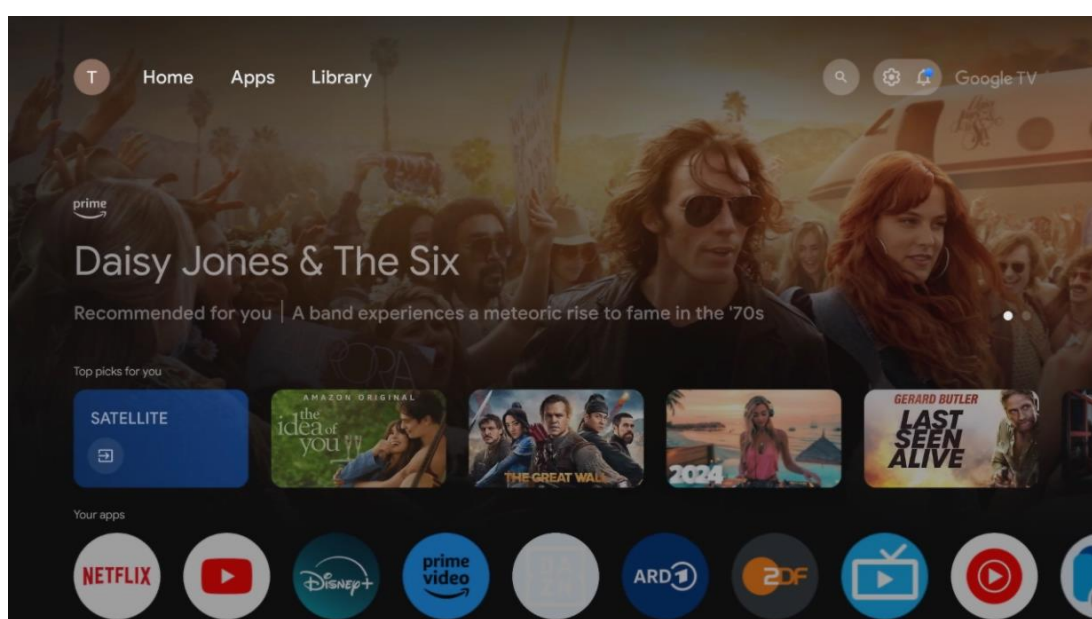 T
Home Apps Library
Google TV
prime
Daisy Jones & The Six
Recommended for you | A band experiences a meteoric rise to fame in the '70s
Top picks for you
SATELLITE
AMAZON ORIGINAL
the
idea of
you
THE GREAT WALL
2024
GERARD BUTLER
LAST
SEEN
ALIVE
Your apps
NETFLIX
Disney+
prime
video
ARD 1
ZDF